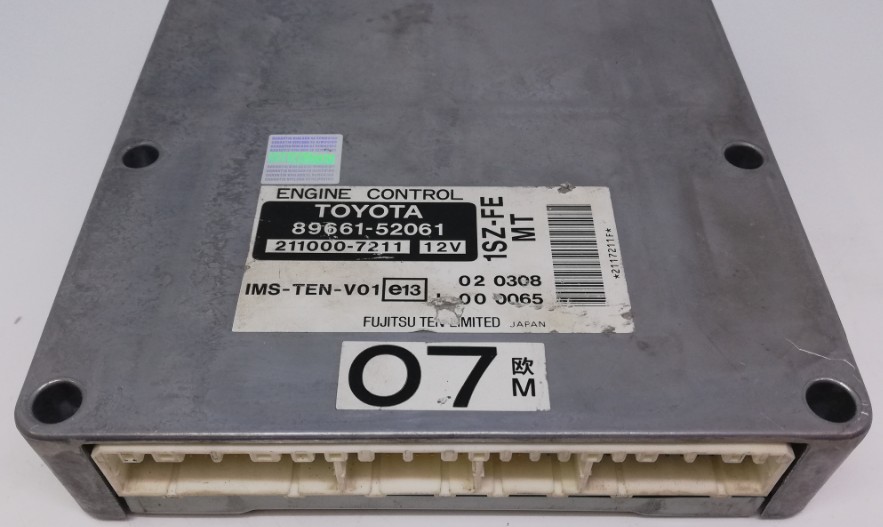 ENGINE CONTROL
TOYOTA
89661-52061
211000-7211 12V
1SZ-FE
MT
*2117211F*
IMS-TEN-V01 e13
02 0308
00 0065
FUJITSU TEN LIMITED JAPAN
07 欧
M